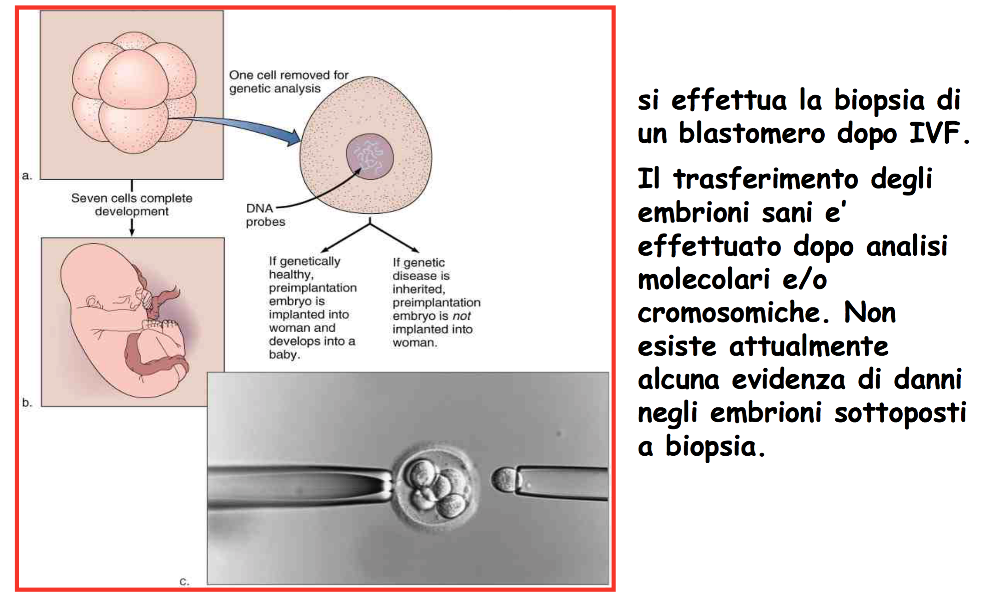 One cell removed for
genetic analysis
a.
Seven cells complete
development
DNA
probes
If genetically
healthy,
preimplantation
embryo is
implanted into
woman and
develops into a
baby.
If genetic
disease is
inherited,
preimplantation
embryo is not
implanted into
woman.
b.
c.
si effettua la biopsia di
un blastomero dopo IVF.
Il trasferimento degli
embrioni sani e’
effettuato dopo analisi
molecolari e/o
cromosomiche. Non
esiste attualmente
alcuna evidenza di danni
negli embrioni sottoposti
a biopsia.